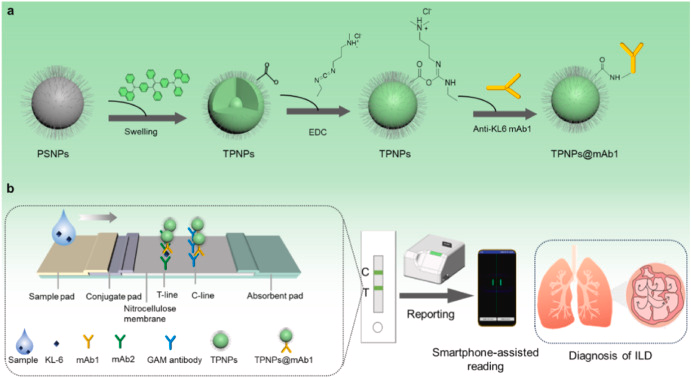 a
Cl⁻
Cl⁻
Swelling
EDC
Anti-KL6 mAb1
PSNPs
TPNPs
TPNPs
TPNPs@mAb1
b
Sample pad
Conjugate pad
Nitrocellulose
membrane
T-line
C-line
Absorbent pad
Sample
KL-6
mAb1
mAb2
GAM antibody
TPNPs
TPNPs@mAb1
C
T
Reporting
Smartphone-assisted
reading
Diagnosis of ILD